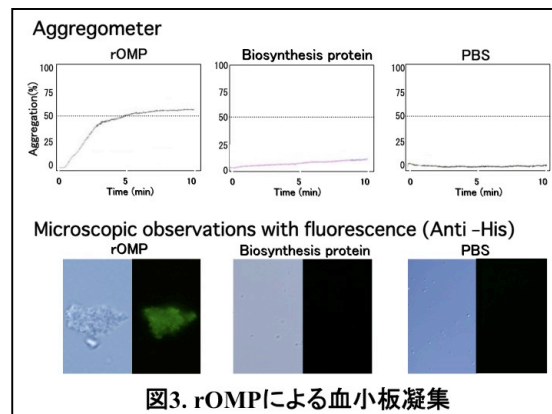 Aggregometer
rOMP
Biosynthesis protein
PBS
Aggregation(%)
100
75
50
25
0
0 5 10
Time (min)
100
75
50
25
0
0 5 10
Time (min)
100
75
50
25
0
0 5 10
Time (min)
Microscopic observations with fluorescence (Anti -His)
rOMP
Biosynthesis protein
PBS
図3. rOMPによる血小板凝集